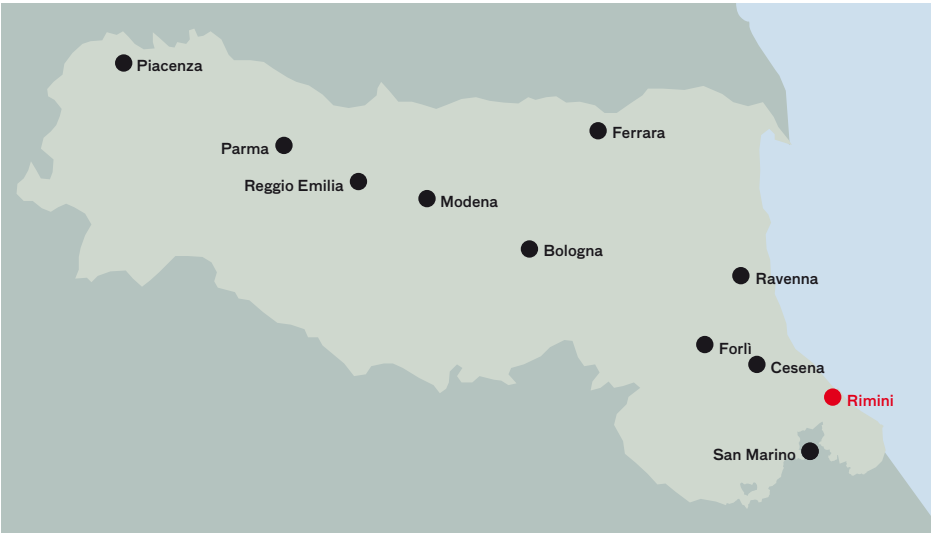 Piacenza
Ferrara
Parma
Reggio Emilia
Modena
Bologna
Ravenna
Forlì
Cesena
Rimini
San Marino